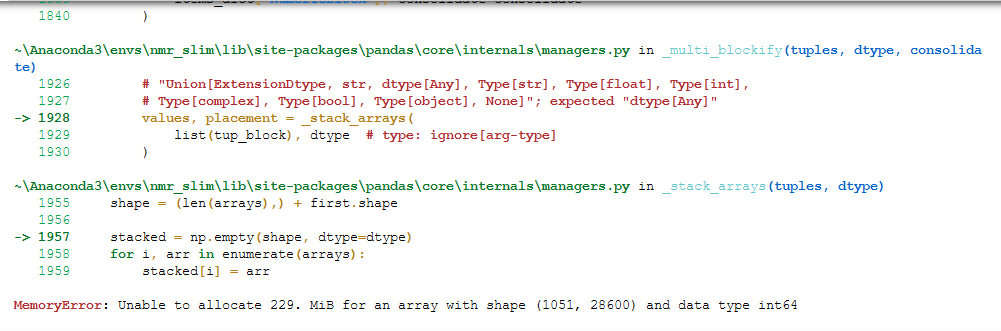 1840 )
~\Anaconda3\envs\nmr_slim\lib\site-packages\pandas\core\internals\managers.py in _multi_blockify(tuples, dtype, consolida
te)
1926 # "Union[ExtensionDtype, str, dtype[Any], Type[str], Type[float], Type[int],
1927 # Type[complex], Type[bool], Type[object], None]"; expected "dtype[Any]"
-> 1928 values, placement = _stack_arrays(
1929 list(tup_block), dtype # type: ignore[arg-type]
1930 )
~\Anaconda3\envs\nmr_slim\lib\site-packages\pandas\core\internals\managers.py in _stack_arrays(tuples, dtype)
1955 shape = (len(arrays),) + first.shape
1956
-> 1957 stacked = np.empty(shape, dtype=dtype)
1958 for i, arr in enumerate(arrays):
1959 stacked[i] = arr
MemoryError: Unable to allocate 229. MiB for an array with shape (1051, 28600) and data type int64